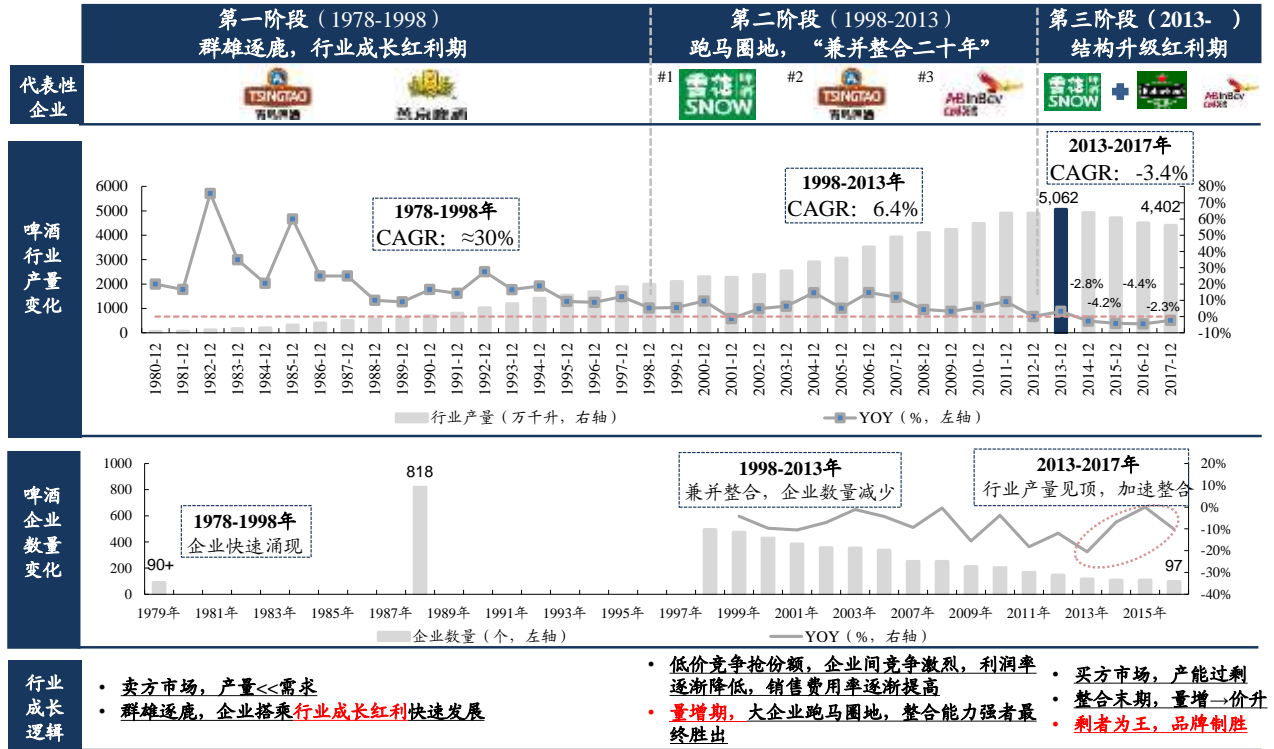 第一阶段（1978-1998）
群雄逐鹿，行业成长红利期
第二阶段（1998-2013）
跑马圈地，“兼并整合二十年”
第三阶段（2013- ）
结构升级红利期
代表性
企业
TSINGTAO
青岛啤酒
燕京啤酒
#1
雪花
啤酒
SNOW
#2
TSINGTAO
青岛啤酒
#3
ABInBev
雪花
啤酒
SNOW
Heineken
ABInBev
啤酒
行业
产量
变化
6000
5000
4000
3000
2000
1000
0
1978-1998年
CAGR：≈30%
1998-2013年
CAGR： 6.4%
2013-2017年
CAGR： -3.4%
5,062
4,402
-2.8%
-4.2%
-4.4%
-2.3%
80%
70%
60%
50%
40%
30%
20%
10%
0%
-10%
1980-12
1981-12
1982-12
1983-12
1984-12
1985-12
1986-12
1987-12
1988-12
1989-12
1990-12
1991-12
1992-12
1993-12
1994-12
1995-12
1996-12
1997-12
1998-12
1999-12
2000-12
2001-12
2002-12
2003-12
2004-12
2005-12
2006-12
2007-12
2008-12
2009-12
2010-12
2011-12
2012-12
2013-12
2014-12
2015-12
2016-12
2017-12
行业产量（万千升，右轴）
YOY（%，左轴）
啤酒
企业
数量
变化
1000
800
600
400
200
0
90+
818
97
1978-1998年
企业快速涌现
1998-2013年
兼并整合，企业数量减少
2013-2017年
行业产量见顶，加速整合
20%
10%
0%
-10%
-20%
-30%
-40%
1979年
1981年
1983年
1985年
1987年
1989年
1991年
1993年
1995年
1997年
1999年
2001年
2003年
2007年
2009年
2011年
2013年
2015年
企业数量（个，左轴）
YOY（%，右轴）
行业
成长
逻辑
• 卖方市场，产量<<需求
• 群雄逐鹿，企业搭乘行业成长红利快速发展
• 低价竞争抢份额，企业间竞争激烈，利润率
逐渐降低，销售费用率逐渐提高
• 量增期，大企业跑马圈地，整合能力强者最
终胜出
• 买方市场，产能过剩
• 整合末期，量增→价升
• 剩者为王，品牌制胜